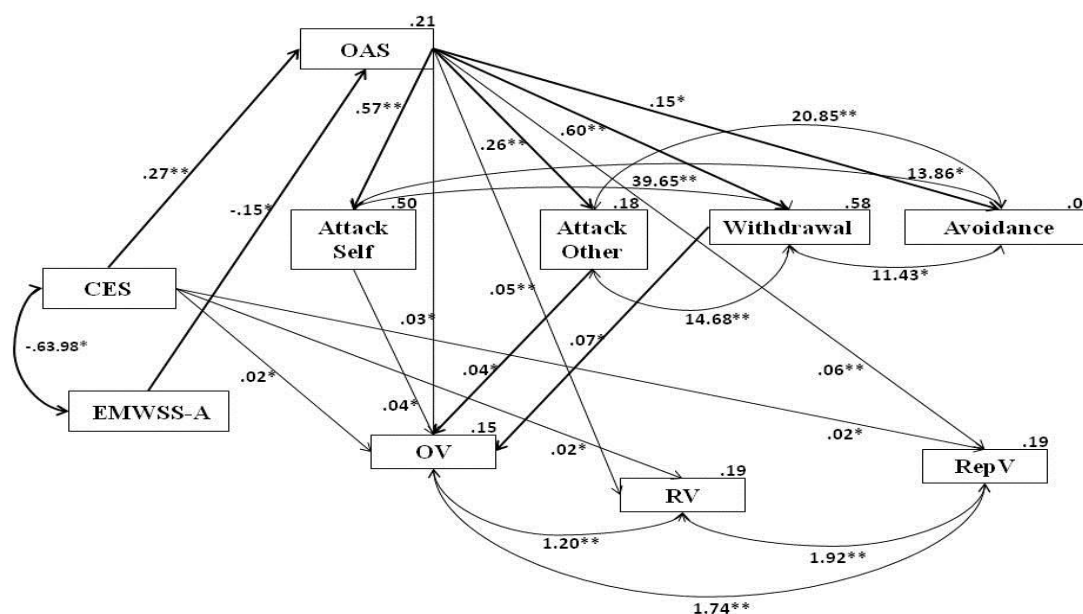 .21
OAS
.57**
.15*
20.85**
.60**
.26**
.27**
39.65**
13.86*
-.15*
.50
.18
.58
.0
Attack
Self
Attack
Other
Withdrawal
Avoidance
CES
.05**
11.43*
.03*
14.68**
-.63.98*
.07*
.02*
.04*
.06**
EMWSS-A
.04*
.15
OV
.02*
.02*
.19
RepV
.19
RV
1.20**
1.92**
1.74**